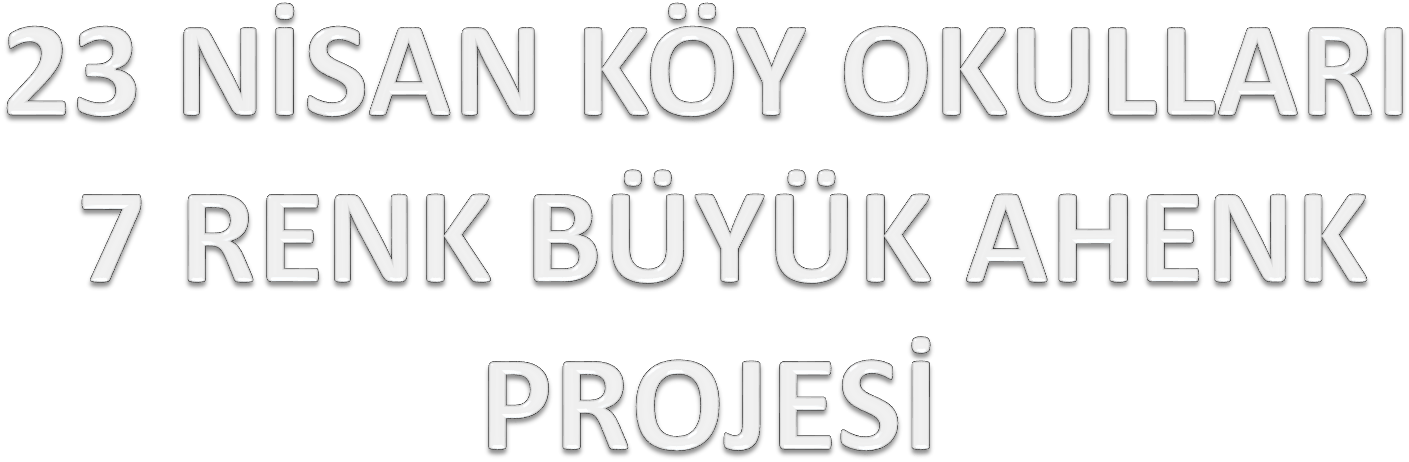 23 NİSAN KÖY OKULLARI
7 RENK BÜYÜK AHENK
PROJESİ